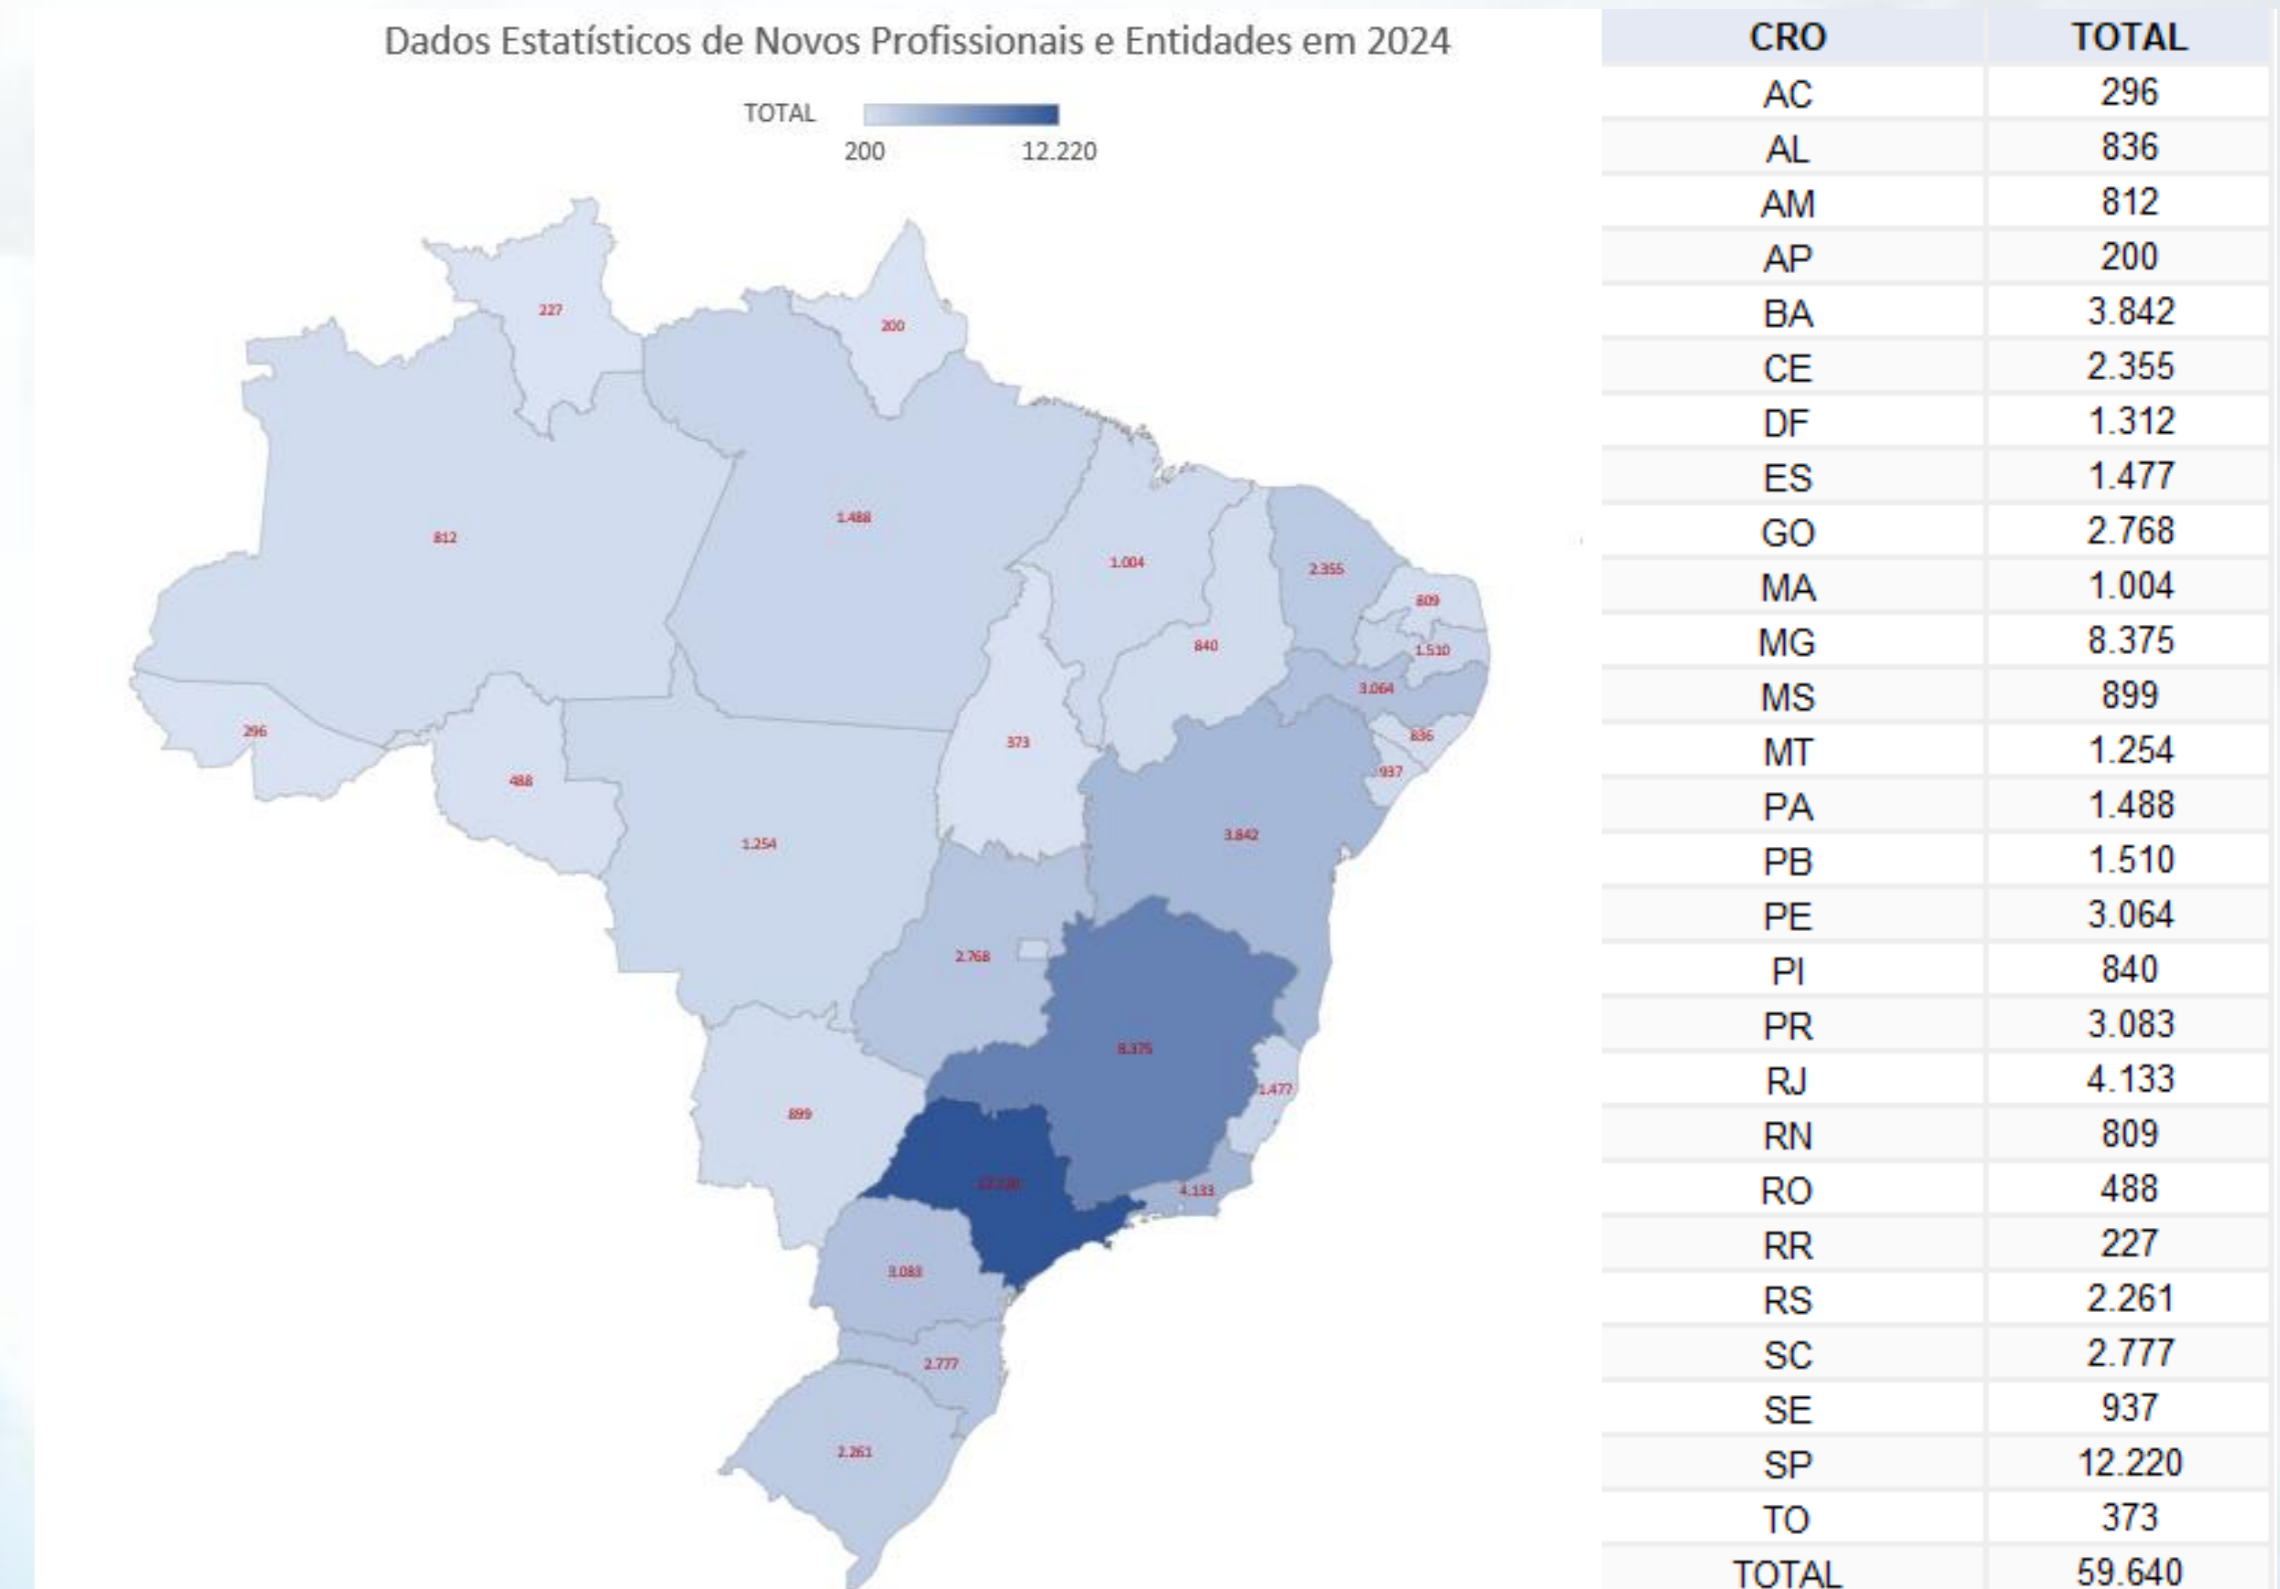 Dados Estatísticos de Novos Profissionais e Entidades em 2024
TOTAL
200 12.220
227
200
812
1.488
1.004
2.355
809
840
1.510
3.064
296
373
836
488
937
1.254
3.842
2.768
8.375
1.477
899
12.220
4.133
3.083
2.777
2.261
CRO TOTAL
AC 296
AL 836
AM 812
AP 200
BA 3.842
CE 2.355
DF 1.312
ES 1.477
GO 2.768
MA 1.004
MG 8.375
MS 899
MT 1.254
PA 1.488
PB 1.510
PE 3.064
PI 840
PR 3.083
RJ 4.133
RN 809
RO 488
RR 227
RS 2.261
SC 2.777
SE 937
SP 12.220
TO 373
TOTAL 59.640